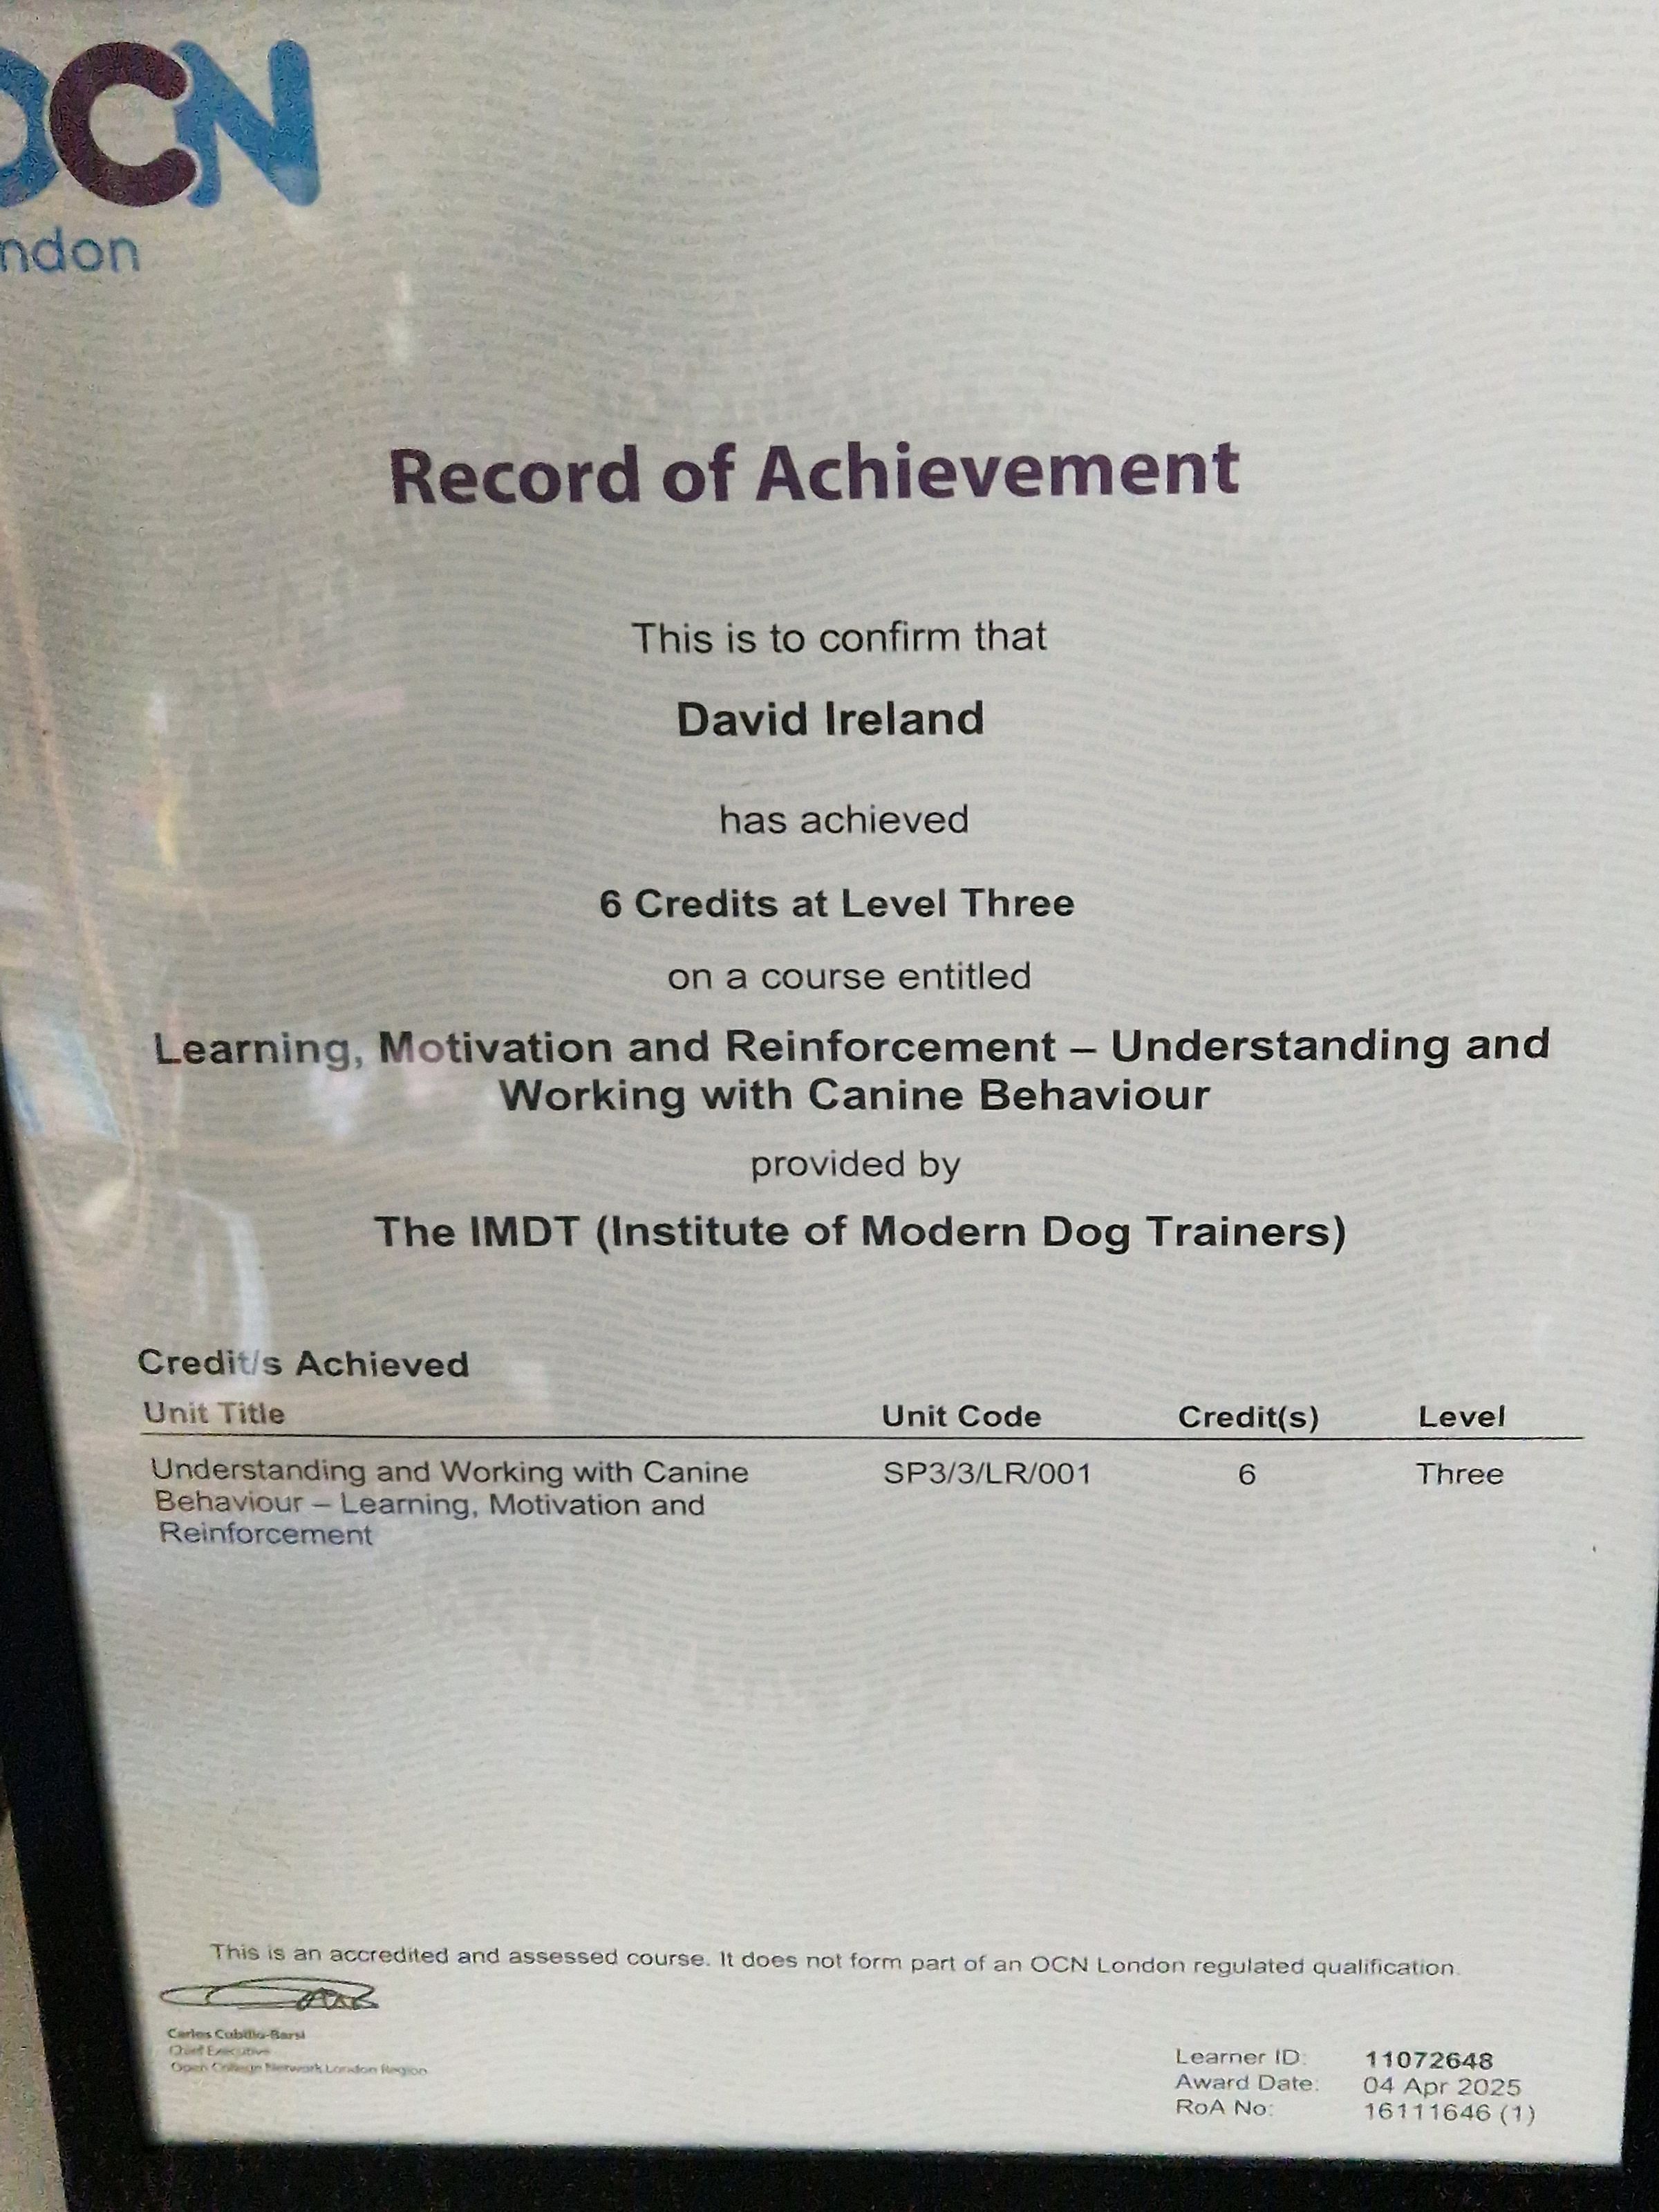 OCN
ndon
Record of Achievement
This is to confirm that
David Ireland
has achieved
6 Credits at Level Three
on a course entitled
Learning, Motivation and Reinforcement – Understanding and
Working with Canine Behaviour
provided by
The IMDT (Institute of Modern Dog Trainers)
Credit/s Achieved
Unit Title Unit Code Credit(s) Level
Understanding and Working with Canine SP3/3/LR/001 6 Three
Behaviour – Learning, Motivation and
Reinforcement
This is an accredited and assessed course. It does not form part of an OCN London regulated qualification.
Carlos Cubillo-Barsi
Chief Executive
Open College Network London Region
Learner ID: 11072648
Award Date: 04 Apr 2025
RoA No: 16111646 (1)